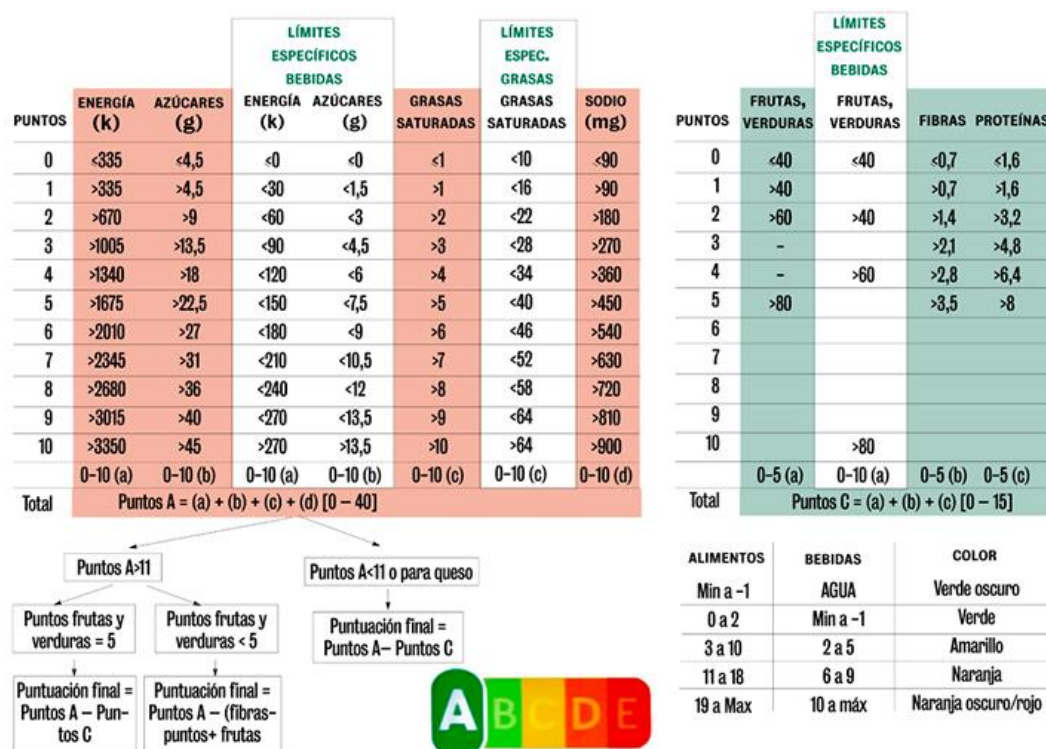 LÍMITES
ESPECÍFICOS
BEBIDAS
LÍMITES
ESPEC.
GRASAS
PUNTOS ENERGÍA (k) AZÚCARES (g) ENERGÍA (k) AZÚCARES (g) GRASAS SATURADAS GRASAS SATURADAS SODIO (mg)
0 ≤335 ≤4,5 ≤0 ≤0 ≤1 <10 ≤90
1 >335 >4,5 <30 <1,5 >1 <16 >90
2 >670 >9 <60 <3 >2 <22 >180
3 >1005 >13,5 <90 <4,5 >3 <28 >270
4 >1340 >18 <120 <6 >4 <34 >360
5 >1675 >22,5 <150 <7,5 >5 <40 >450
6 >2010 >27 <180 <9 >6 <46 >540
7 >2345 >31 <210 <10,5 >7 <52 >630
8 >2680 >36 <240 <12 >8 <58 >720
9 >3015 >40 <270 <13,5 >9 <64 >810
10 >3350 >45 >270 >13,5 >10 >64 >900
0-10 (a) 0-10 (b) 0-10 (a) 0-10 (b) 0-10 (c) 0-10 (c) 0-10 (d)
Total Puntos A = (a) + (b) + (c) + (d) [0 – 40]
LÍMITES
ESPECÍFICOS
BEBIDAS
PUNTOS FRUTAS, VERDURAS FRUTAS, VERDURAS FIBRAS PROTEÍNAS
0 ≤40 ≤40 ≤0,7 ≤1,6
1 >40 >0,7 >1,6
2 >60 >40 >1,4 >3,2
3 – >2,1 >4,8
4 – >60 >2,8 >6,4
5 >80 >3,5 >8
6
7
8
9
10 >80
0-5 (a) 0-10 (a) 0-5 (b) 0-5 (c)
Total Puntos C = (a) + (b) + (c) [0 – 15]
Puntos A>11
Puntos A<11 o para queso
Puntos frutas y
verduras = 5
Puntos frutas y
verduras < 5
Puntuación final =
Puntos A– Puntos C
Puntuación final =
Puntos A – Pun-
tos C
Puntuación final =
Puntos A – (fibras-
puntos+ frutas
A B C D E
ALIMENTOS BEBIDAS COLOR
Min a -1 AGUA Verde oscuro
0 a 2 Min a -1 Verde
3 a 10 2 a 5 Amarillo
11 a 18 6 a 9 Naranja
19 a Max 10 a máx Naranja oscuro/rojo